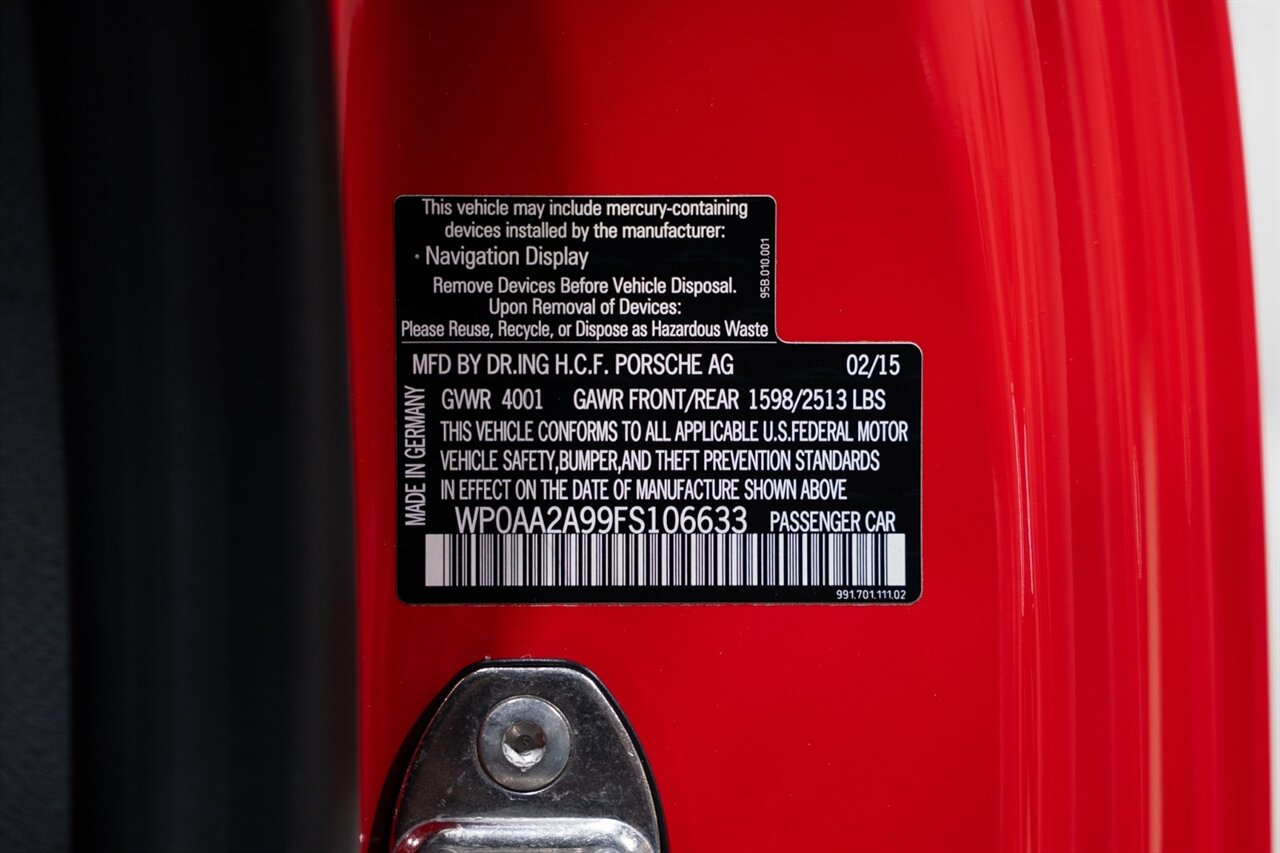 This vehicle may include mercury-containing
devices installed by the manufacturer:
· Navigation Display
Remove Devices Before Vehicle Disposal.
Upon Removal of Devices:
Please Reuse, Recycle, or Dispose as Hazardous Waste
95B.010.001
MFD BY DR.ING H.C.F. PORSCHE AG 02/15
MADE IN GERMANY
GVWR 4001 GAWR FRONT/REAR 1598/2513 LBS
THIS VEHICLE CONFORMS TO ALL APPLICABLE U.S.FEDERAL MOTOR
VEHICLE SAFETY,BUMPER,AND THEFT PREVENTION STANDARDS
IN EFFECT ON THE DATE OF MANUFACTURE SHOWN ABOVE
WP0AA2A99FS106633 PASSENGER CAR
991.701.111.02